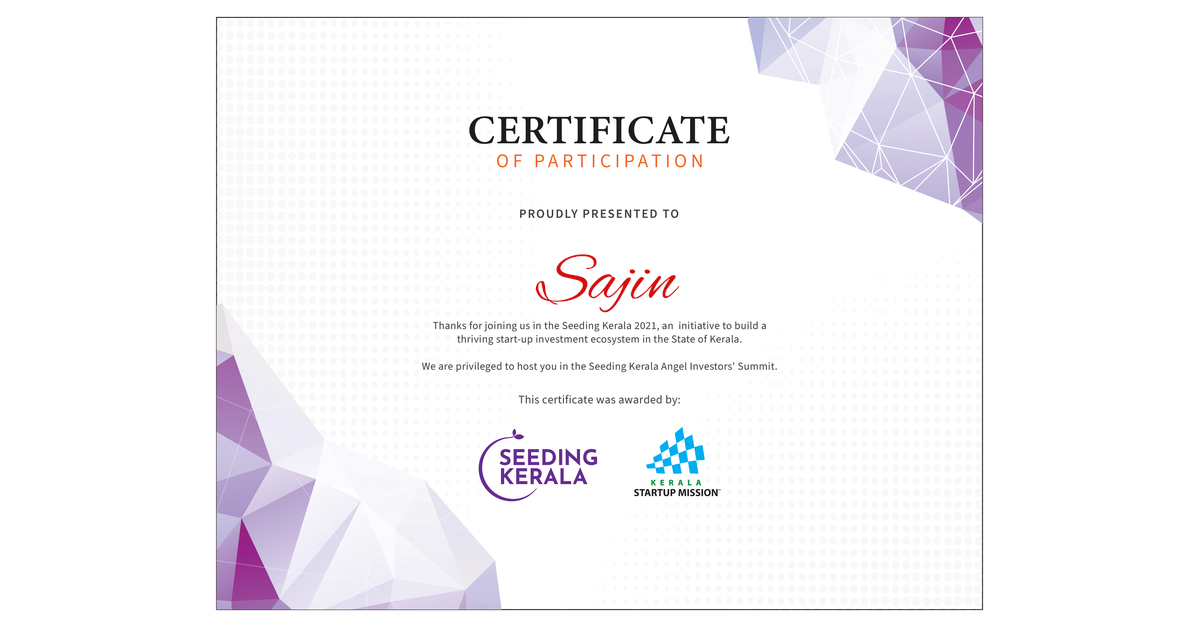 CERTIFICATE
OF PARTICIPATION
PROUDLY PRESENTED TO
Sajin
Thanks for joining us in the Seeding Kerala 2021, an initiative to build a
thriving start-up investment ecosystem in the State of Kerala.
We are privileged to host you in the Seeding Kerala Angel Investors' Summit.
This certificate was awarded by:
SEEDING
KERALA
KERALA
STARTUP MISSION